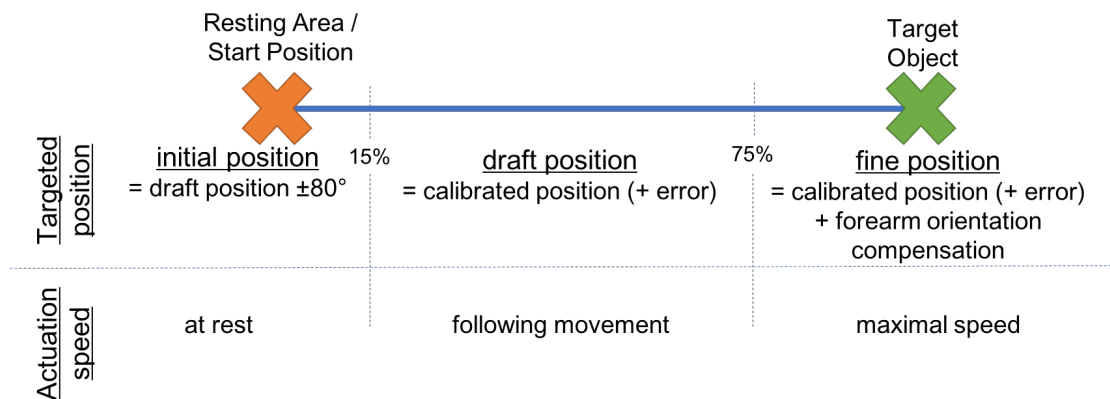 Resting Area /
Start Position
Target
Object
Targeted
position
initial position
= draft position ±80°
15%
draft position
= calibrated position (+ error)
75%
fine position
= calibrated position (+ error)
+ forearm orientation
compensation
Actuation
speed
at rest
following movement
maximal speed